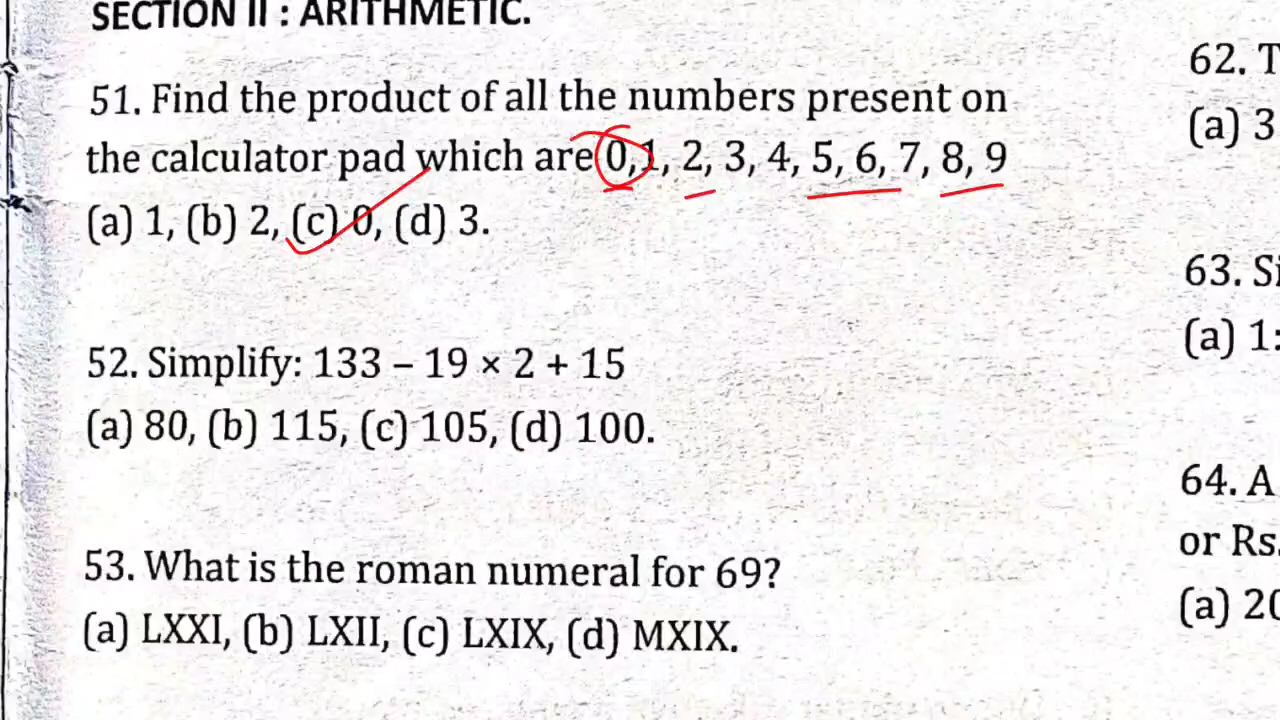 SECTION II : ARITHMETIC.
51. Find the product of all the numbers present on
the calculator pad which are 0,1, 2, 3, 4, 5, 6, 7, 8, 9
(a) 1, (b) 2, (c) 0, (d) 3.
52. Simplify: 133 – 19 × 2 + 15
(a) 80, (b) 115, (c) 105, (d) 100.
53. What is the roman numeral for 69?
(a) LXXI, (b) LXII, (c) LXIX, (d) MXIX.
62. T
(a) 3
63. Si
(a) 1:
64. A
or Rs.
(a) 20